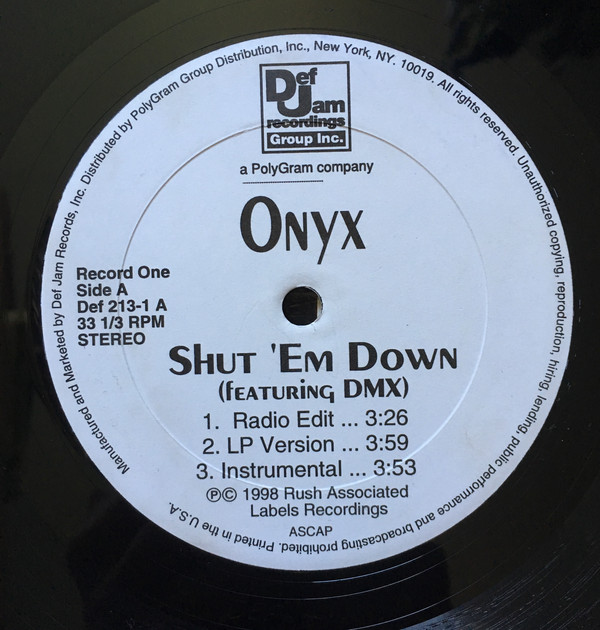 Manufactured and Marketed by Def Jam Records, Inc. Distributed by PolyGram Group Distribution, Inc., New York, NY. 10019. All rights reserved. Unauthorized copying, reproduction, hiring, lending, public performance and broadcasting prohibited. Printed in the U.S.A.
Def
Jam
recordings
Group Inc.
a PolyGram company
Onyx
Record One
Side A
Def 213-1 A
33 1/3 RPM
STEREO
Shut 'Em Down
(featuring DMX)
1. Radio Edit ... 3:26
2. LP Version ... 3:59
3. Instrumental ... 3:53
℗© 1998 Rush Associated
Labels Recordings
ASCAP